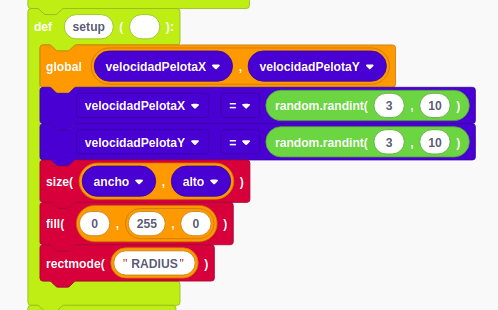 def setup ( ):
global velocidadPelotaX , velocidadPelotaY
velocidadPelotaX = random.randint( 3 , 10 )
velocidadPelotaY = random.randint( 3 , 10 )
size( ancho , alto )
fill( 0 , 255 , 0 )
rectmode( " RADIUS " )